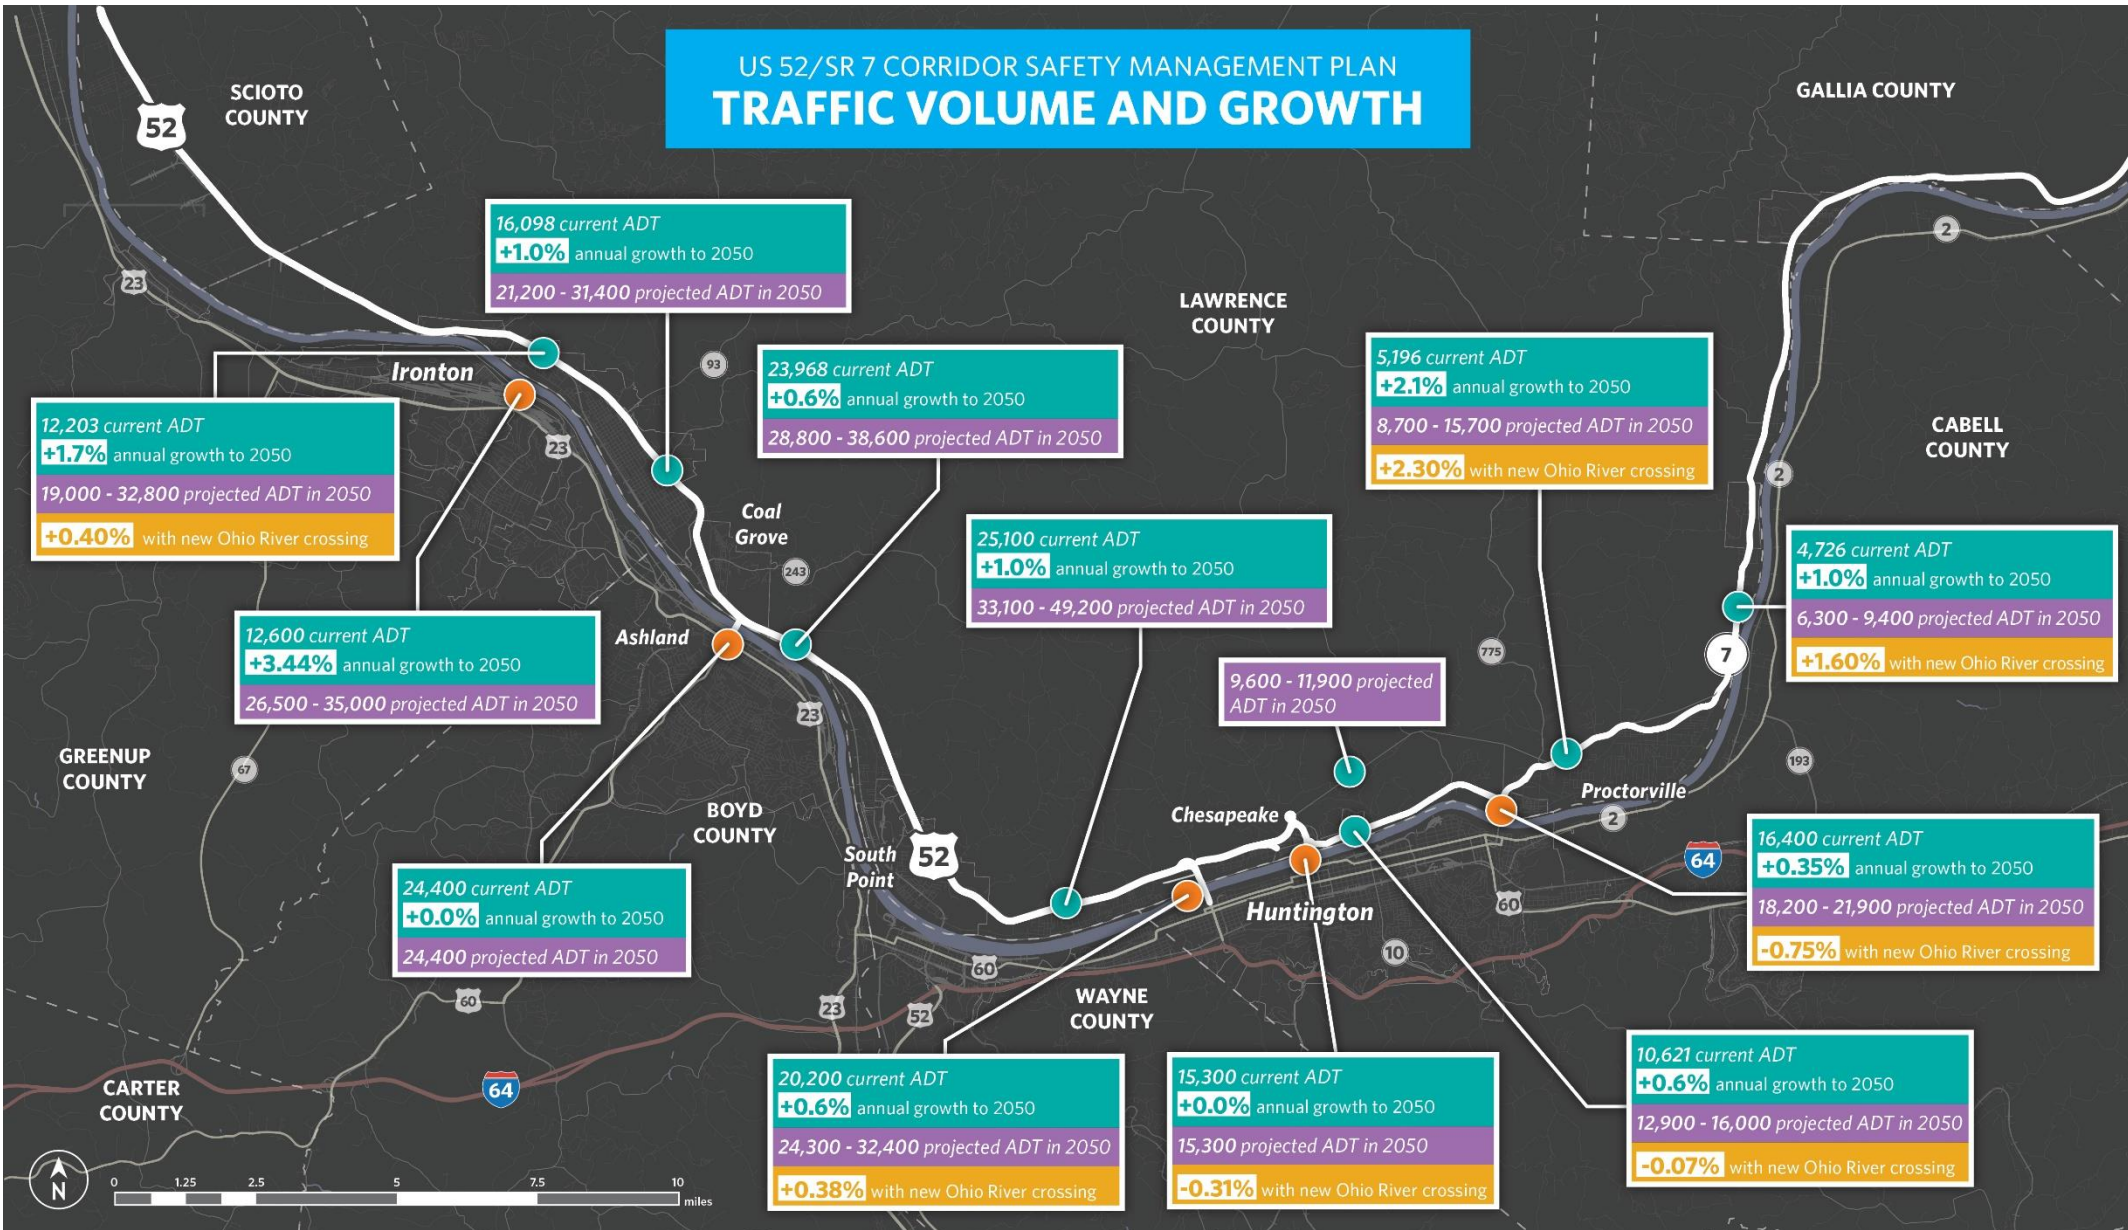 US 52/SR 7 CORRIDOR SAFETY MANAGEMENT PLAN
TRAFFIC VOLUME AND GROWTH
SCIOTO
COUNTY
52
GALLIA COUNTY
2
23
16,098 current ADT
+1.0% annual growth to 2050
21,200 - 31,400 projected ADT in 2050
LAWRENCE
COUNTY
Ironton
93
23,968 current ADT
+0.6% annual growth to 2050
28,800 - 38,600 projected ADT in 2050
5,196 current ADT
+2.1% annual growth to 2050
8,700 - 15,700 projected ADT in 2050
+2.30% with new Ohio River crossing
12,203 current ADT
+1.7% annual growth to 2050
19,000 - 32,800 projected ADT in 2050
+0.40% with new Ohio River crossing
23
CABELL
COUNTY
2
Coal
Grove
243
25,100 current ADT
+1.0% annual growth to 2050
33,100 - 49,200 projected ADT in 2050
4,726 current ADT
+1.0% annual growth to 2050
6,300 - 9,400 projected ADT in 2050
+1.60% with new Ohio River crossing
12,600 current ADT
+3.44% annual growth to 2050
26,500 - 35,000 projected ADT in 2050
Ashland
775
7
9,600 - 11,900 projected
ADT in 2050
23
GREENUP
COUNTY
67
193
Proctorville
BOYD
COUNTY
Chesapeake
2
South
Point
52
64
16,400 current ADT
+0.35% annual growth to 2050
18,200 - 21,900 projected ADT in 2050
-0.75% with new Ohio River crossing
24,400 current ADT
+0.0% annual growth to 2050
24,400 projected ADT in 2050
Huntington
60
10
60
60
23
52
WAYNE
COUNTY
CARTER
COUNTY
64
20,200 current ADT
+0.6% annual growth to 2050
24,300 - 32,400 projected ADT in 2050
+0.38% with new Ohio River crossing
15,300 current ADT
+0.0% annual growth to 2050
15,300 projected ADT in 2050
-0.31% with new Ohio River crossing
10,621 current ADT
+0.6% annual growth to 2050
12,900 - 16,000 projected ADT in 2050
-0.07% with new Ohio River crossing
N
0 1.25 2.5 5 7.5 10
miles